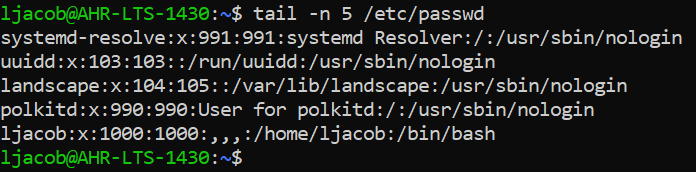 ljacob@AHR-LTS-1430:~$ tail -n 5 /etc/passwd
systemd-resolve:x:991:991:systemd Resolver:/:/usr/sbin/nologin
uuidd:x:103:103::/run/uuidd:/usr/sbin/nologin
landscape:x:104:105::/var/lib/landscape:/usr/sbin/nologin
polkitd:x:990:990:User for polkitd:/:/usr/sbin/nologin
ljacob:x:1000:1000:,,,:/home/ljacob:/bin/bash
ljacob@AHR-LTS-1430:~$